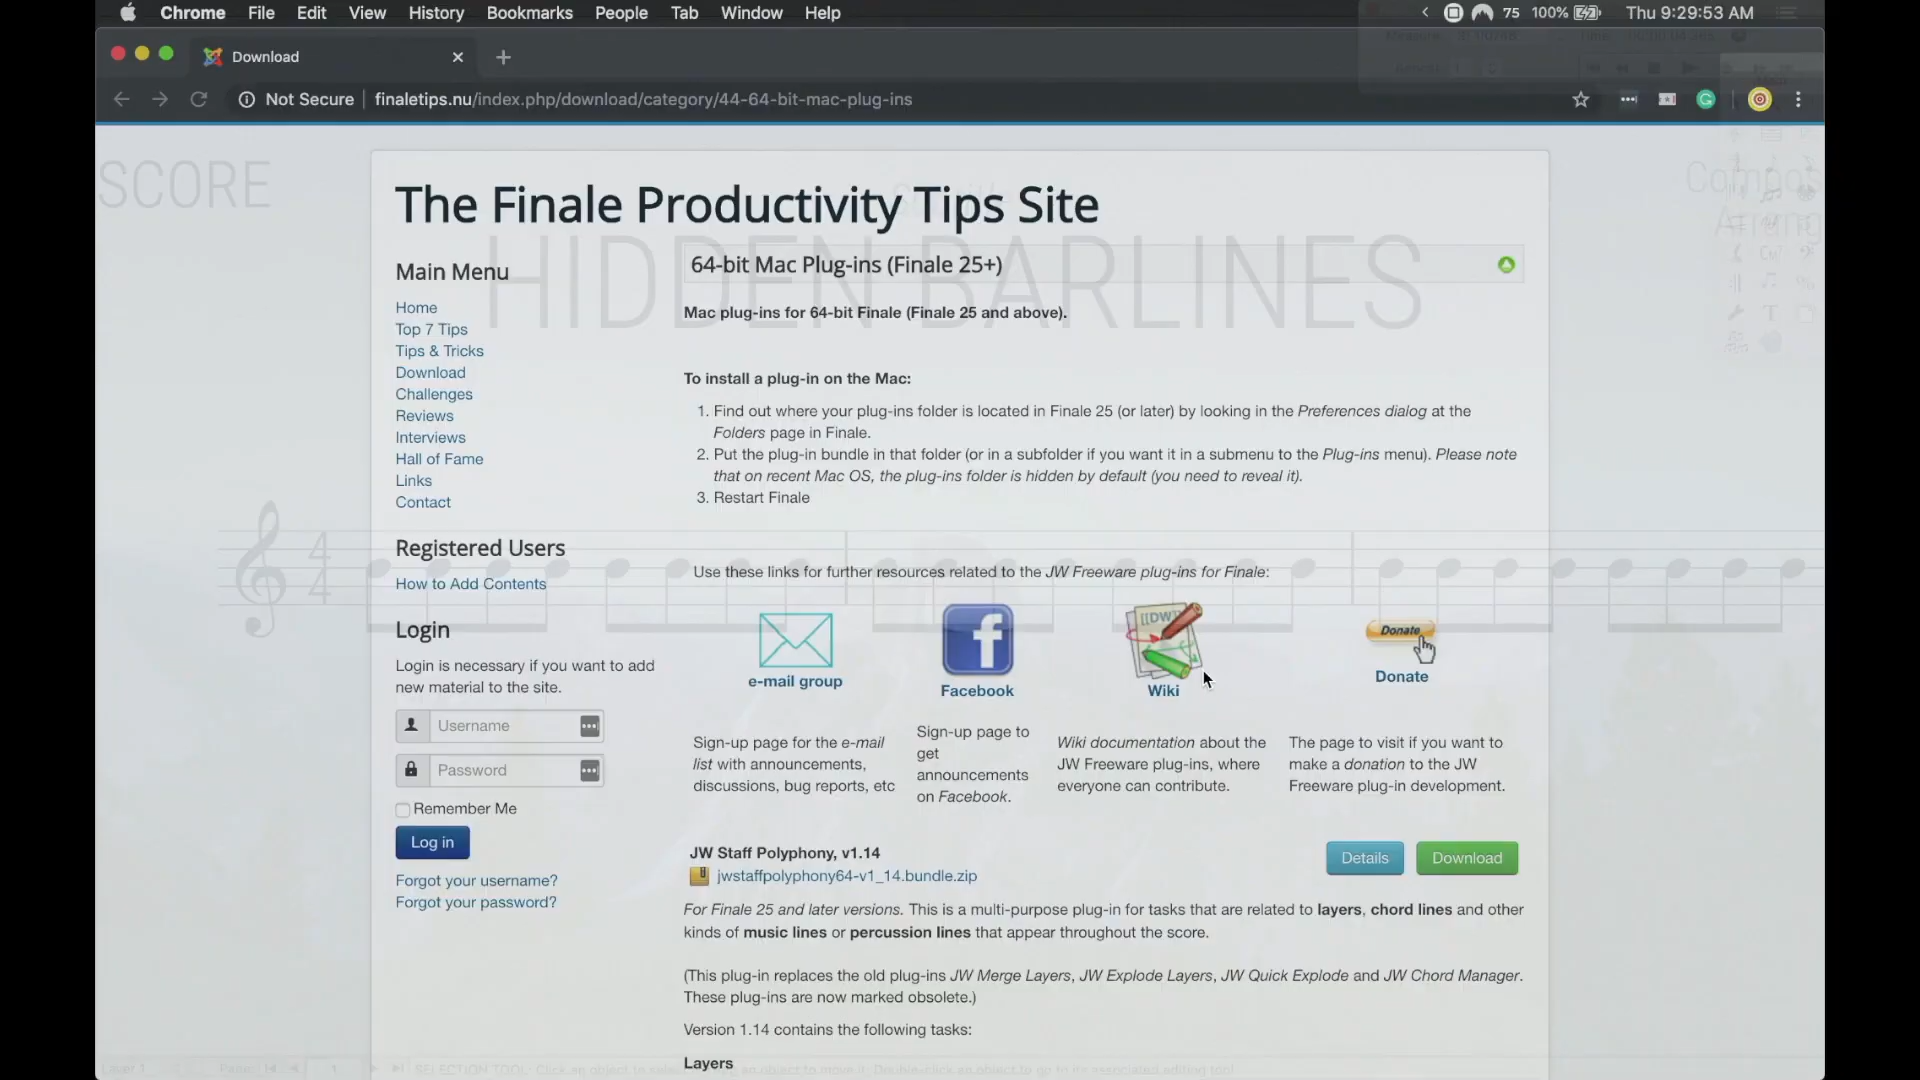 Chrome File Edit View History Bookmarks People Tab Window Help 75 100% Thu 9:29:53 AM
Download
Not Secure finaletips.nu/index.php/download/category/44-64-bit-mac-plug-ins
SCORE
The Finale Productivity Tips Site
HIDDEN BARLINES
Main Menu
Home
Top 7 Tips
Tips & Tricks
Download
Challenges
Reviews
Interviews
Hall of Fame
Links
Contact
Registered Users
How to Add Contents
Login
Login is necessary if you want to add
new material to the site.
Username
Password
Remember Me
Log in
Forgot your username?
Forgot your password?
64-bit Mac Plug-ins (Finale 25+)
Mac plug-ins for 64-bit Finale (Finale 25 and above).
To install a plug-in on the Mac:
1. Find out where your plug-ins folder is located in Finale 25 (or later) by looking in the Preferences dialog at the
Folders page in Finale.
2. Put the plug-in bundle in that folder (or in a subfolder if you want it in a submenu to the Plug-ins menu). Please note
that on recent Mac OS, the plug-ins folder is hidden by default (you need to reveal it).
3. Restart Finale
Use these links for further resources related to the JW Freeware plug-ins for Finale:
e-mail group
Sign-up page for the e-mail
list with announcements,
discussions, bug reports, etc
Facebook
Sign-up page to
get
announcements
on Facebook.
[[DW]]
Wiki
Wiki documentation about the
JW Freeware plug-ins, where
everyone can contribute.
Donate
Donate
The page to visit if you want to
make a donation to the JW
Freeware plug-in development.
JW Staff Polyphony, v1.14
jwstaffpolyphony64-v1_14.bundle.zip
Details
Download
For Finale 25 and later versions. This is a multi-purpose plug-in for tasks that are related to layers, chord lines and other
kinds of music lines or percussion lines that appear throughout the score.
(This plug-in replaces the old plug-ins JW Merge Layers, JW Explode Layers, JW Quick Explode and JW Chord Manager.
These plug-ins are now marked obsolete.)
Version 1.14 contains the following tasks:
Layers